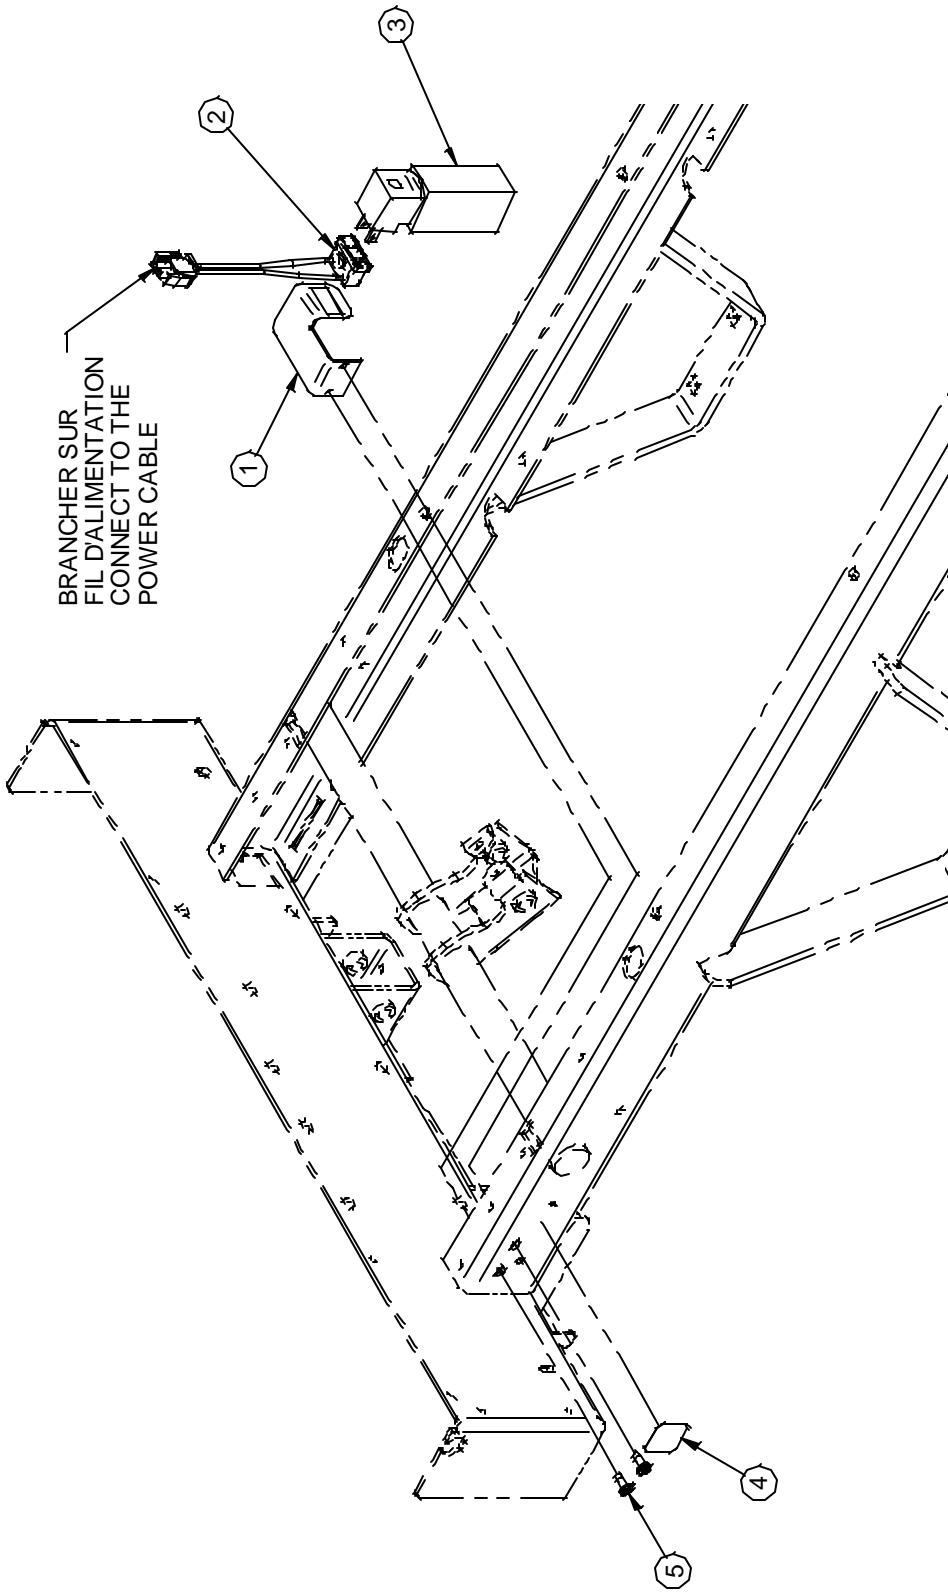 BRANCHER SUR
FIL D'ALIMENTATION
CONNECT TO THE
POWER CABLE
1
2
3
4
5